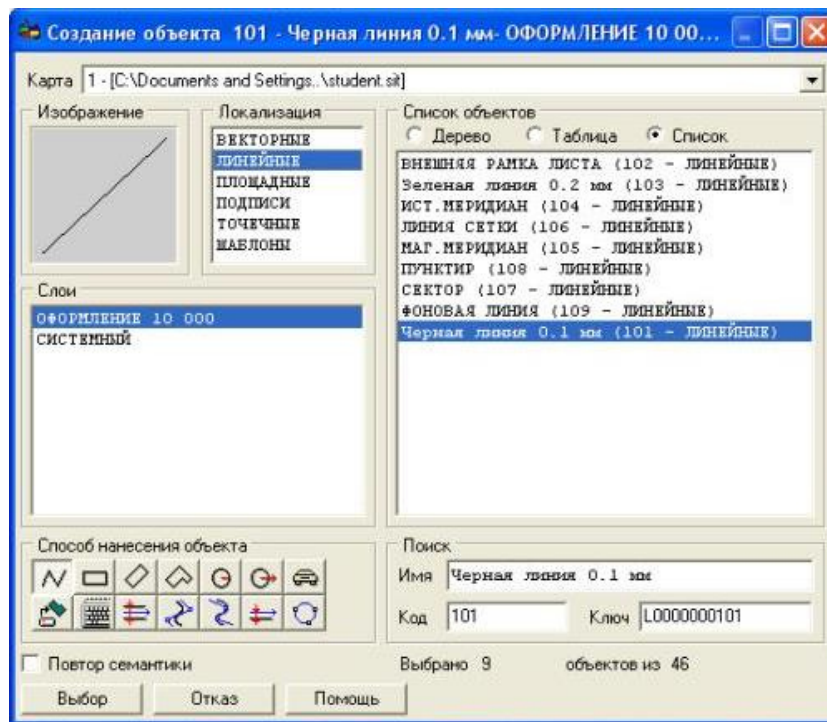 Создание объекта 101 - Черная линия 0.1 мм- ОФОРМЛЕНИЕ 10 00...
Карта 1 - [C:\Documents and Settings..\student.sit]
Изображение
Локализация
ВЕКТОРНЫЕ
ЛИНЕЙНЫЕ
ПЛОЩАДНЫЕ
ПОДПИСИ
ТОЧЕЧНЫЕ
ШАБЛОНЫ
Слои
ОФОРМЛЕНИЕ 10 000
СИСТЕМНЫЙ
Список объектов
Дерево Таблица Список
ВНЕШНЯЯ РАМКА ЛИСТА (102 - ЛИНЕЙНЫЕ)
Зеленая линия 0.2 мм (103 - ЛИНЕЙНЫЕ)
ИСТ.МЕРИДИАН (104 - ЛИНЕЙНЫЕ)
ЛИНИЯ СЕТКИ (106 - ЛИНЕЙНЫЕ)
МАГ.МЕРИДИАН (105 - ЛИНЕЙНЫЕ)
ПУНКТИР (108 - ЛИНЕЙНЫЕ)
СЕКТОР (107 - ЛИНЕЙНЫЕ)
ФОНОВАЯ ЛИНИЯ (109 - ЛИНЕЙНЫЕ)
Черная линия 0.1 мм (101 - ЛИНЕЙНЫЕ)
Способ нанесения объекта
Поиск
Имя Черная линия 0.1 мм
Код 101 Ключ L0000000101
Повтор семантики
Выбрано 9 объектов из 46
Выбор Отказ Помощь